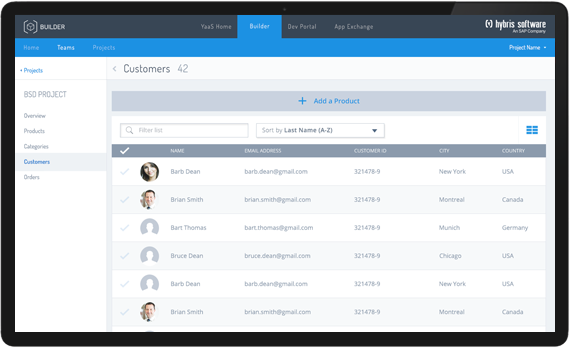 BUILDER
YaaS Home Builder Dev Portal App Exchange
hybris software
An SAP Company
Home Teams Projects Project Name
< Projects
< Customers 42
BSD PROJECT
+ Add a Product
Overview
Products
Categories
Customers
Orders
Filter list
Sort by Last Name (A-Z)
NAME EMAIL ADDRESS CUSTOMER ID CITY COUNTRY
Barb Dean barb.dean@gmail.com 321478-9 New York USA
Brian Smith brian.smith@gmail.com 321478-9 Montreal Canada
Bart Thomas bart.thomas@gmail.com 321478-9 Munich Germany
Bruce Dean bruce.dean@gmail.com 321478-9 Chicago USA
Barb Dean barb.dean@gmail.com 321478-9 New York USA
Brian Smith brian.smith@gmail.com 321478-9 Montreal Canada